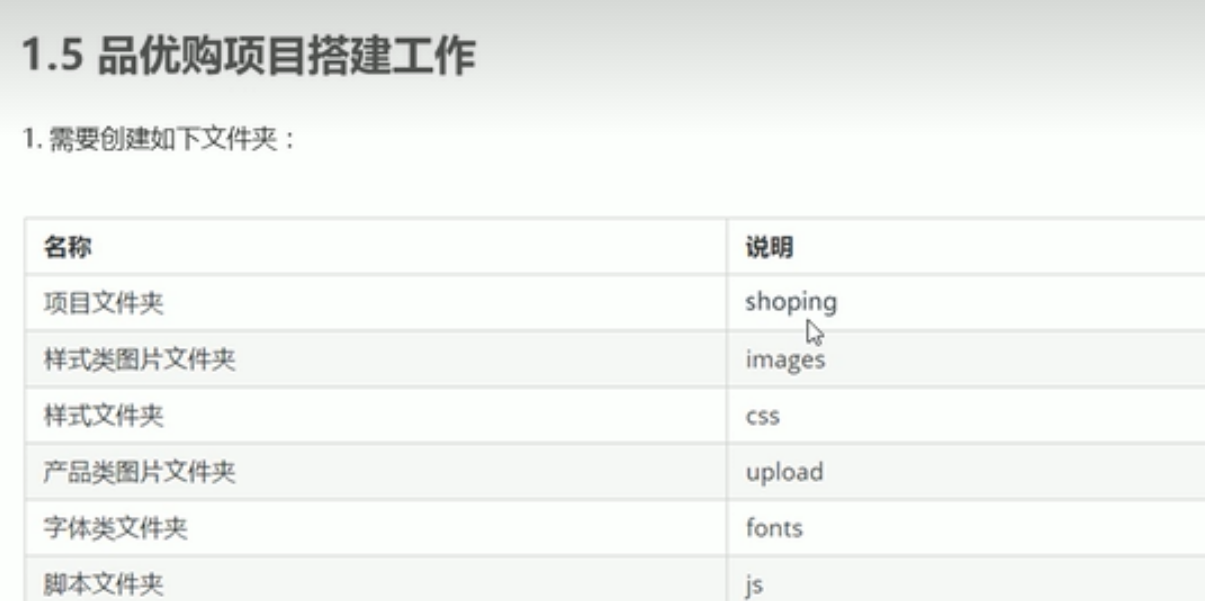 1.5 品优购项目搭建工作
1. 需要创建如下文件夹：
名称 说明
项目文件夹 shoping
样式类图片文件夹 images
样式文件夹 css
产品类图片文件夹 upload
字体类文件夹 fonts
脚本文件夹 js